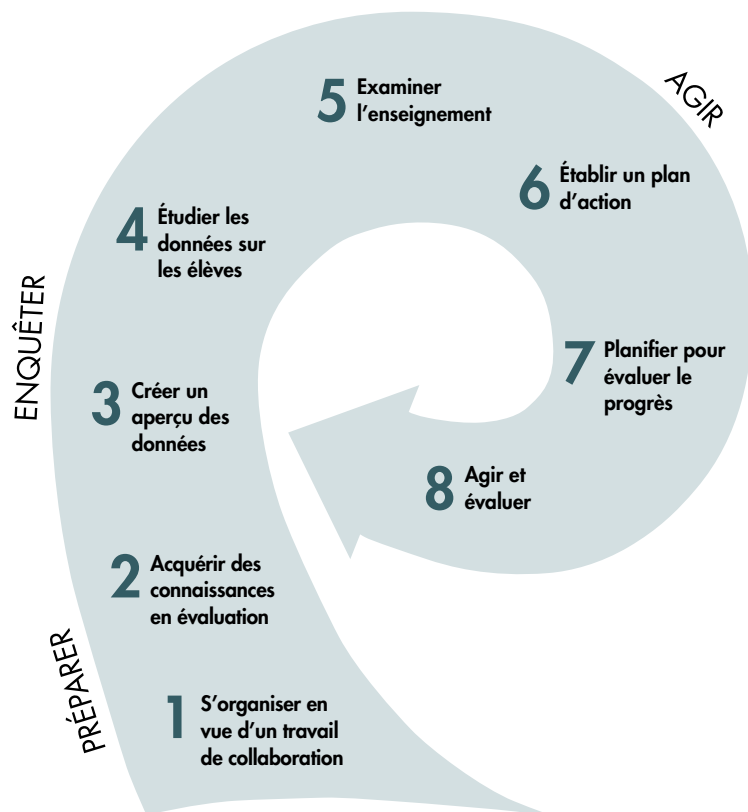 AGIR
5 Examiner
l'enseignement
6 Établir un plan
d'action
4 Étudier les
données sur
les élèves
ENQUÊTER
7 Planifier pour
évaluer le
progrès
3 Créer un
aperçu des
données
8 Agir et
évaluer
2 Acquérir des
connaissances
en évaluation
PRÉPARER
1 S'organiser en
vue d'un travail
de collaboration